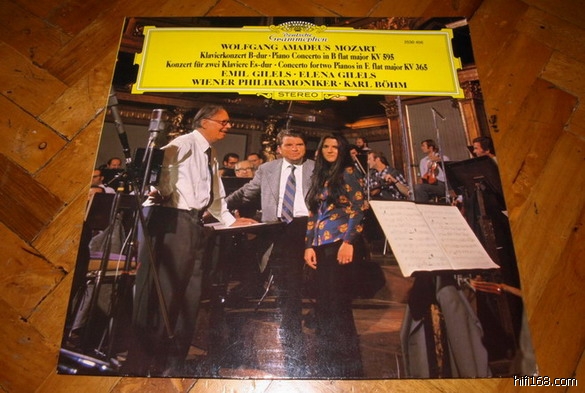 Deutsche
Grammophon
WOLFGANG AMADEUS MOZART
Klavierkonzert B-dur · Piano Concerto in B flat major KV 595
Konzert für zwei Klaviere Es-dur · Concerto for two Pianos in E flat major KV 365
EMIL GILELS · ELENA GILELS
WIENER PHILHARMONIKER · KARL BÖHM
STEREO
hifi168.com